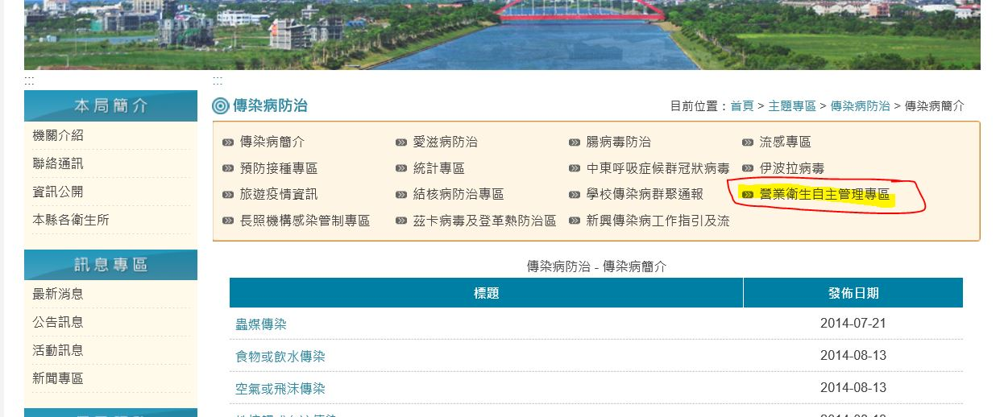 :::
:::
本局簡介
機關介紹
聯絡通訊
資訊公開
本縣各衛生所
訊息專區
最新消息
公告訊息
活動訊息
新聞專區
傳染病防治
目前位置：首頁 > 主題專區 > 傳染病防治 > 傳染病簡介
傳染病簡介 愛滋病防治 腸病毒防治 流感專區
預防接種專區 統計專區 中東呼吸症候群冠狀病毒 伊波拉病毒
旅遊疫情資訊 結核病防治專區 學校傳染病群聚通報 營業衛生自主管理專區
長照機構感染管制專區 茲卡病毒及登革熱防治區 新興傳染病工作指引及流
傳染病防治 - 傳染病簡介
標題 發佈日期
蟲媒傳染 2014-07-21
食物或飲水傳染 2014-08-13
空氣或飛沫傳染 2014-08-13